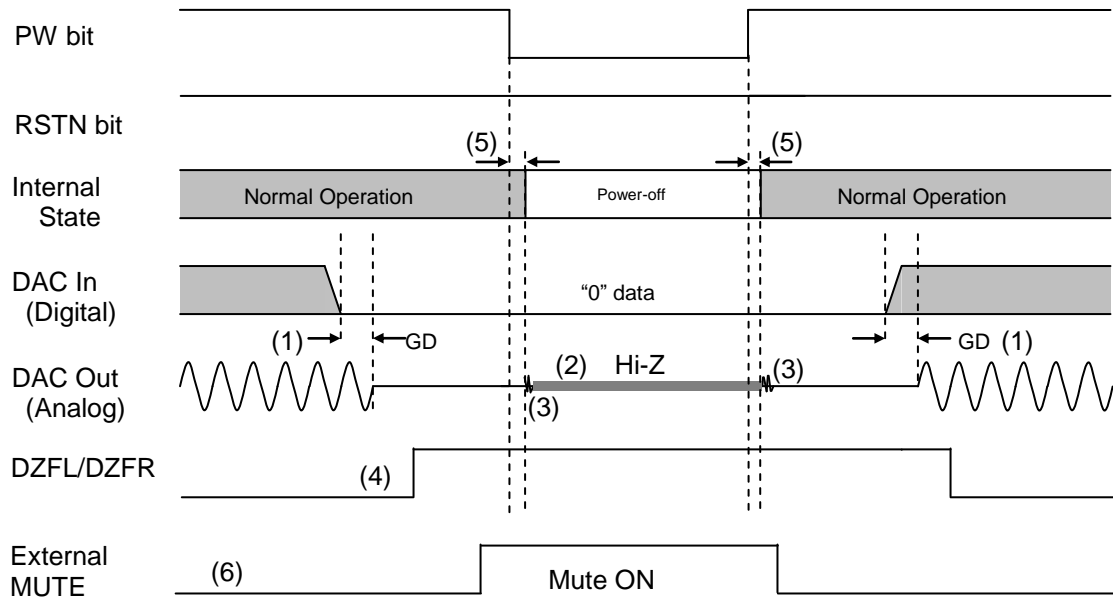 PW bit
RSTN bit
(5) (5)
Internal
State
Normal Operation Power-off Normal Operation
DAC In
(Digital)
“0” data
(1) GD GD (1)
DAC Out
(Analog)
(2) Hi-Z (3)
(3)
DZFL/DZFR (4)
External
MUTE
(6) Mute ON